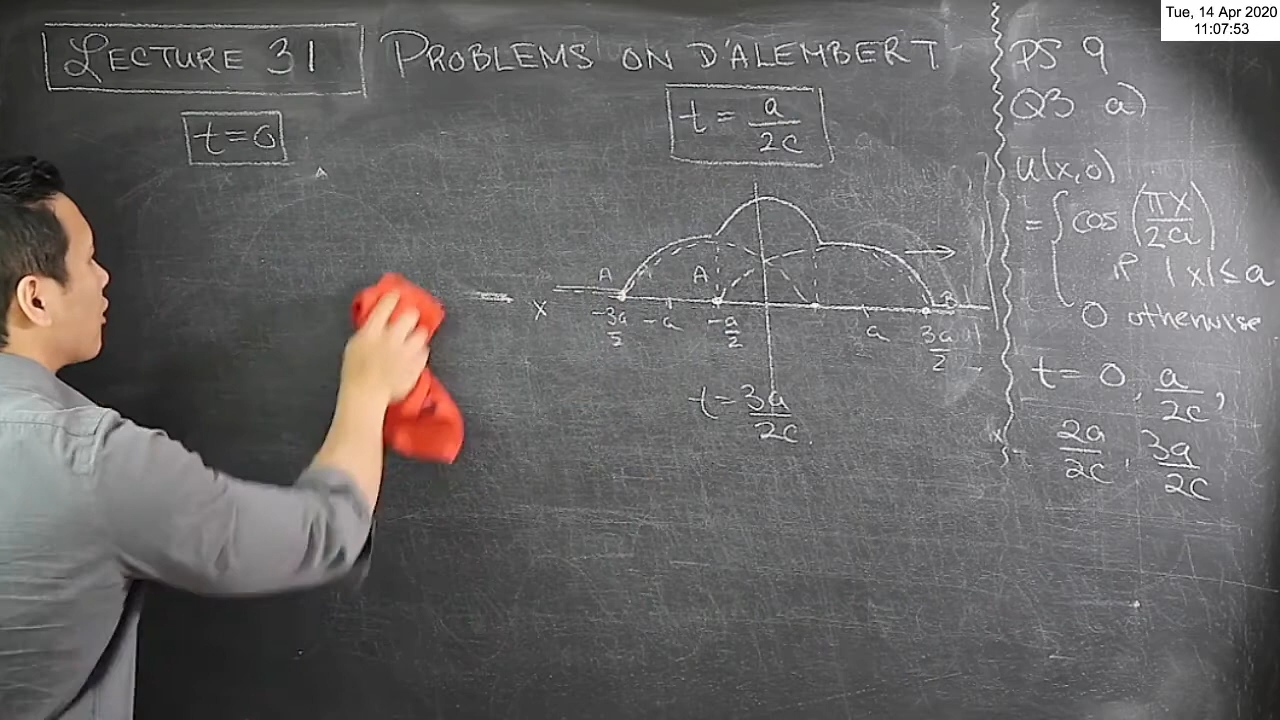 Tue, 14 Apr 2020
11:07:53
LECTURE 31 PROBLEMS ON D'ALEMBERT
t=0
t = a/2c
A A B
x
-3a/2 -a -a/2 a 3a/2
t=3a/2c
PS 9
Q3 a)
u(x,0)
= { cos (πx/2a)
if |x| ≤ a
0 otherwise
t = 0, a/2c,
2a/2c, 3a/2c